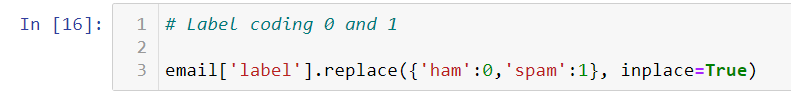 In [16]:
1 # Label coding 0 and 1
2
3 email['label'].replace({'ham':0,'spam':1}, inplace=True)